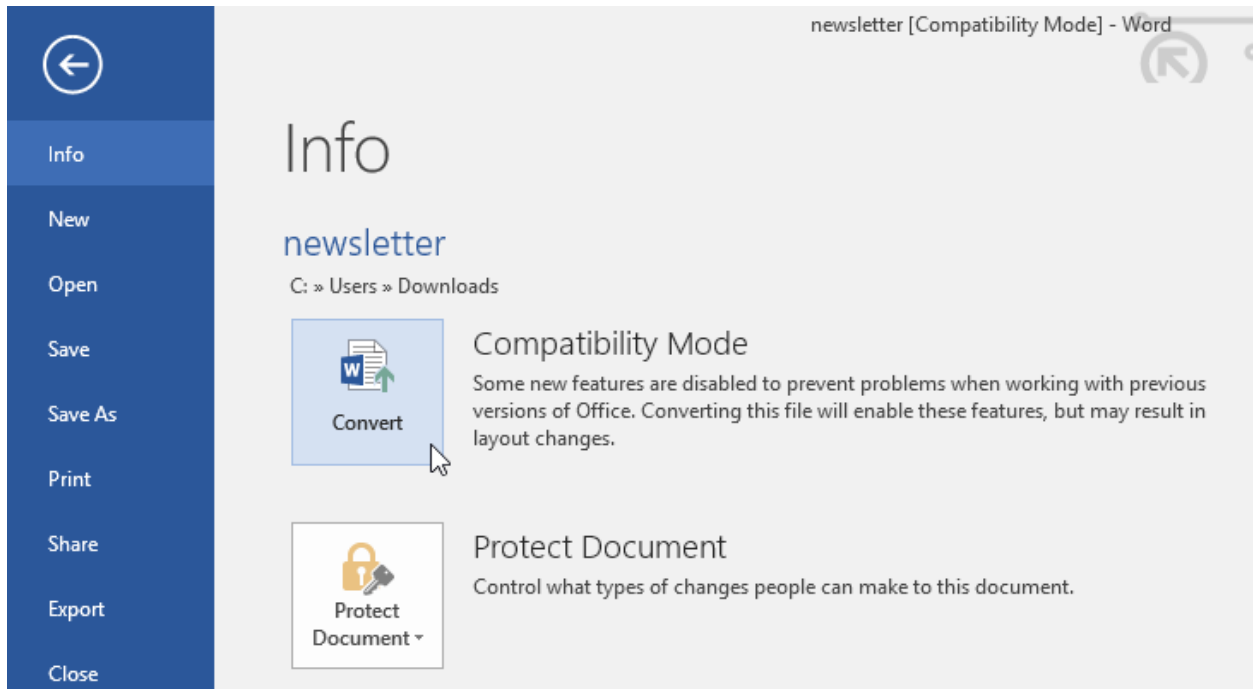 newsletter [Compatibility Mode] - Word
Info
New
Open
Save
Save As
Print
Share
Export
Close
Info
newsletter
C: » Users » Downloads
W
Convert
Compatibility Mode
Some new features are disabled to prevent problems when working with previous
versions of Office. Converting this file will enable these features, but may result in
layout changes.
Protect
Document
Protect Document
Control what types of changes people can make to this document.